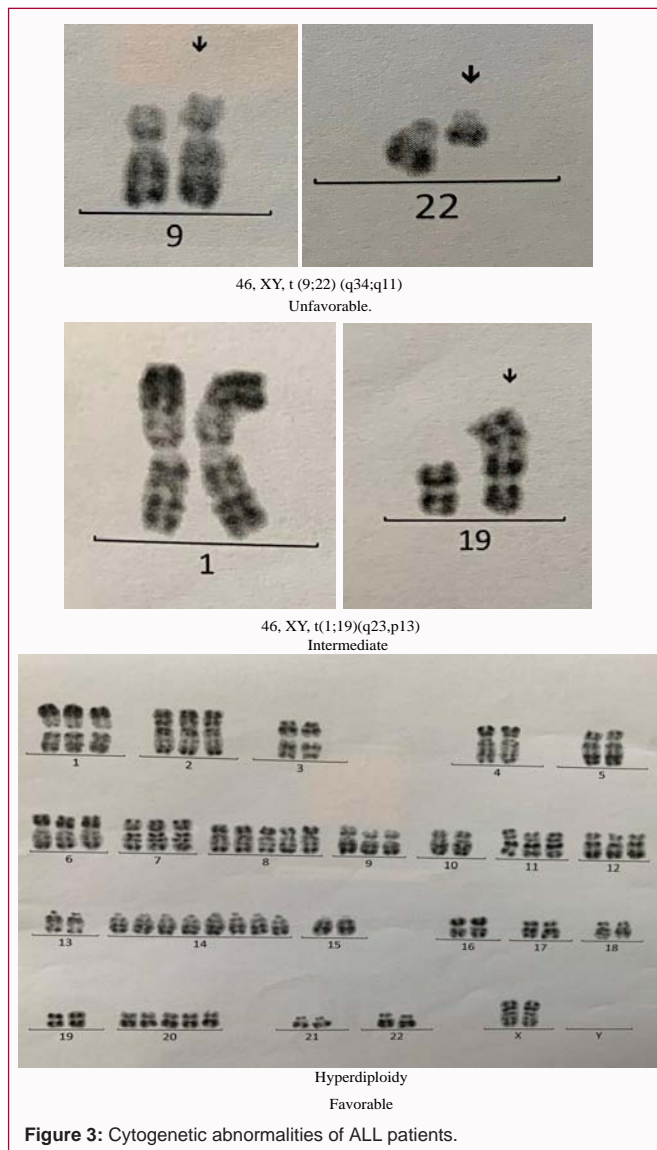 9
22
46, XY, t (9;22) (q34;q11)
Unfavorable.
1
19
46, XY, t(1;19)(q23,p13)
Intermediate
1 2 3 4 5
6 7 8 9 10 11 12
13 14 15 16 17 18
19 20 21 22 X Y
Hyperdiploidy
Favorable
Figure 3: Cytogenetic abnormalities of ALL patients.